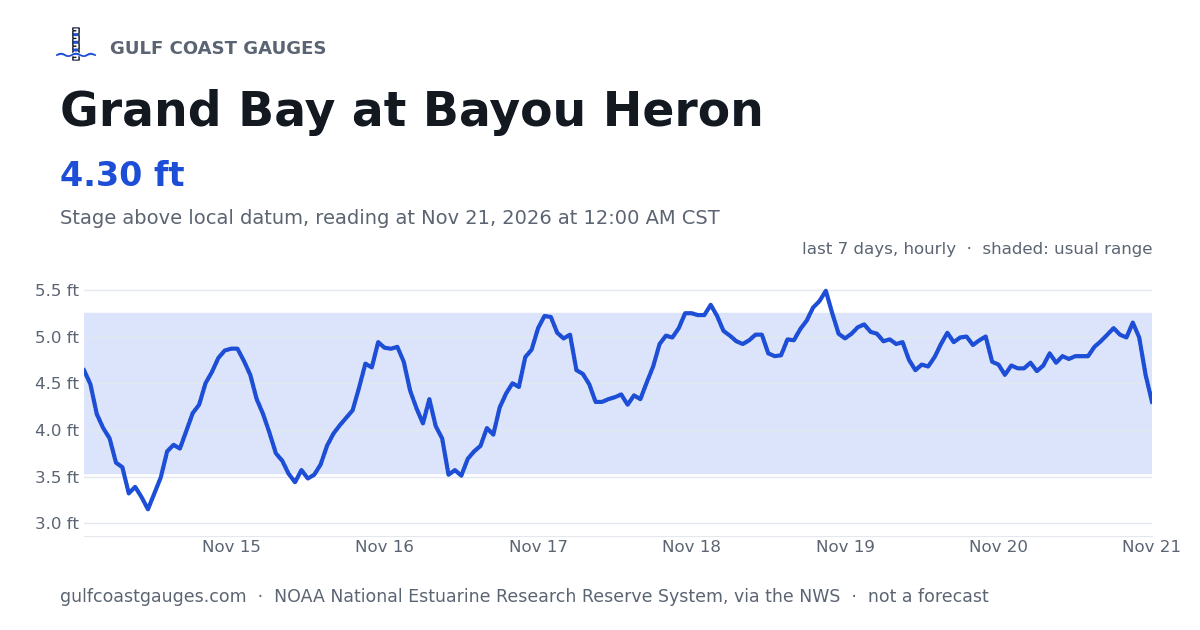 GULF COAST GAUGES
Grand Bay at Bayou Heron
4.30 ft
Stage above local datum, reading at Nov 21, 2026 at 12:00 AM CST
last 7 days, hourly · shaded: usual range
5.5 ft
5.0 ft
4.5 ft
4.0 ft
3.5 ft
3.0 ft
Nov 15 Nov 16 Nov 17 Nov 18 Nov 19 Nov 20 Nov 21
gulfcoastgauges.com · NOAA National Estuarine Research Reserve System, via the NWS · not a forecast